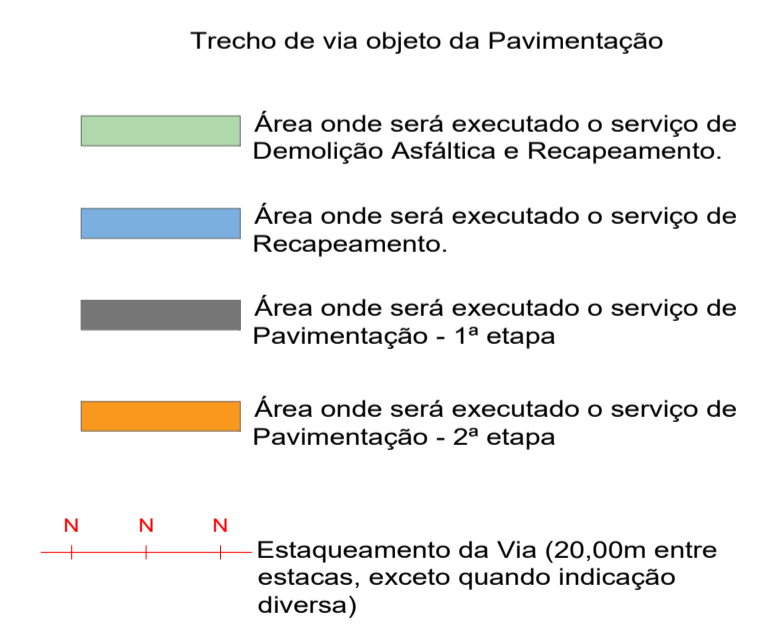 Trecho de via objeto da Pavimentação
Área onde será executado o serviço de
Demolição Asfáltica e Recapeamento.
Área onde será executado o serviço de
Recapeamento.
Área onde será executado o serviço de
Pavimentação - 1ª etapa
Área onde será executado o serviço de
Pavimentação - 2ª etapa
N N N
Estaqueamento da Via (20,00m entre
estacas, exceto quando indicação
diversa)